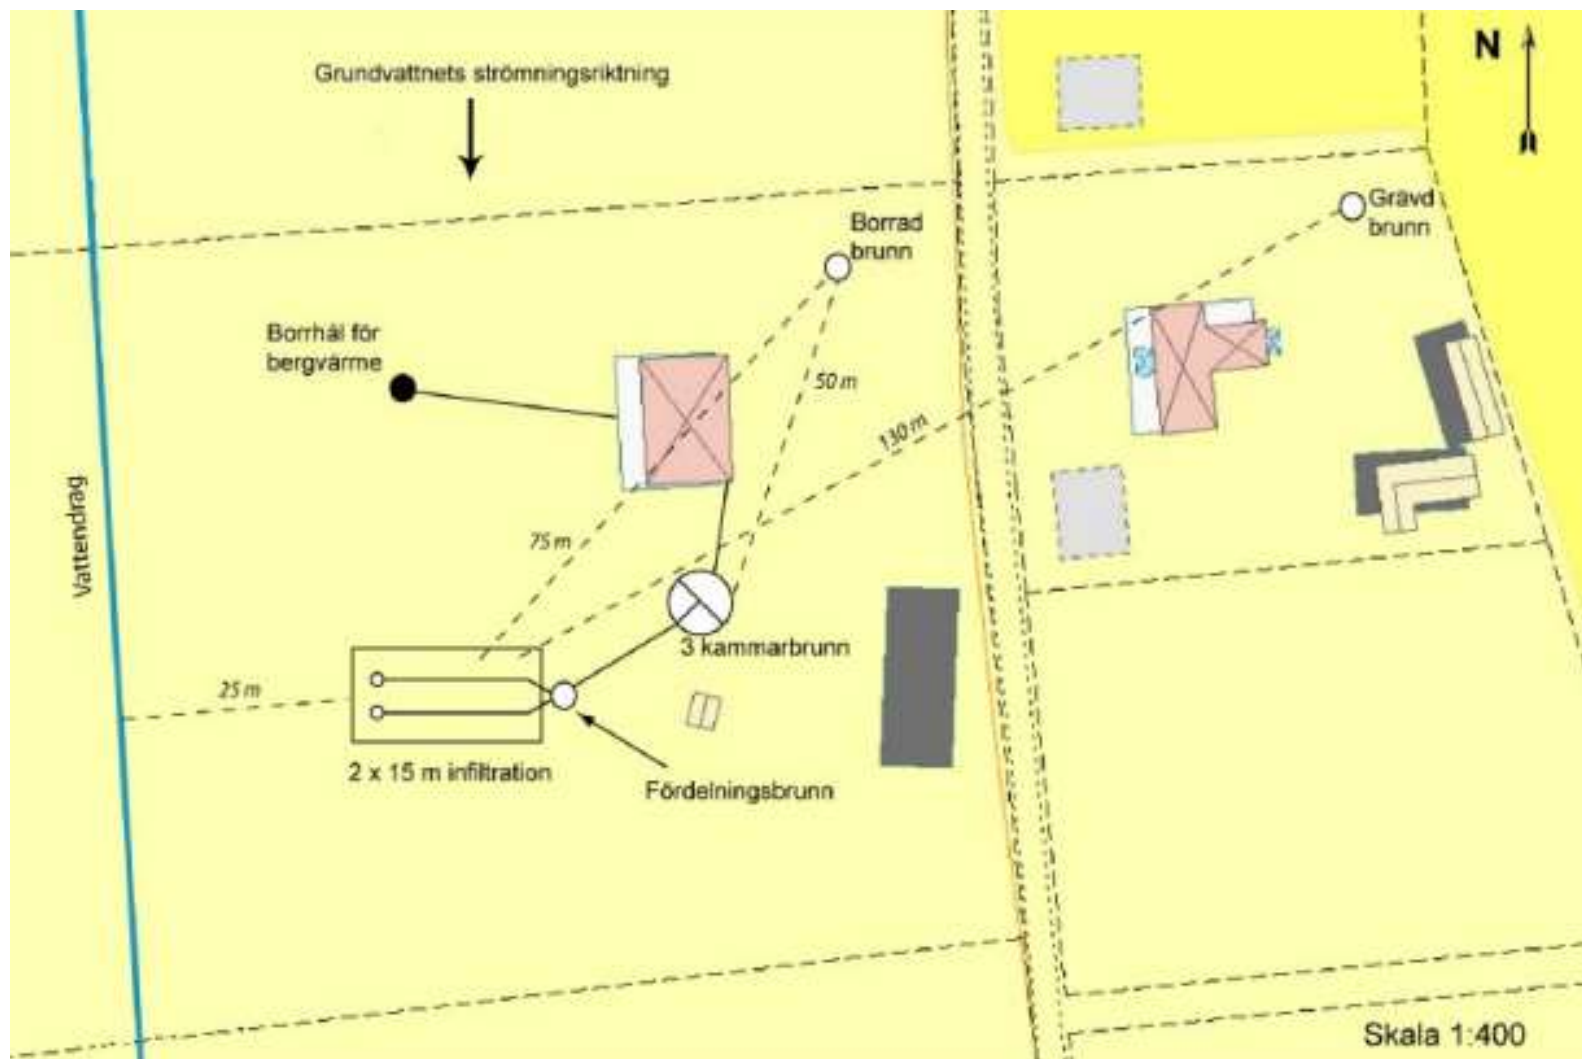 Grundvattnets strömningsriktning
N
Grävd
brunn
Borrad
brunn
Borrhål för
bergvärme
50 m
130 m
75 m
Vattendrag
3 kammarbrunn
25 m
2 x 15 m infiltration
Fördelningsbrunn
Skala 1:400